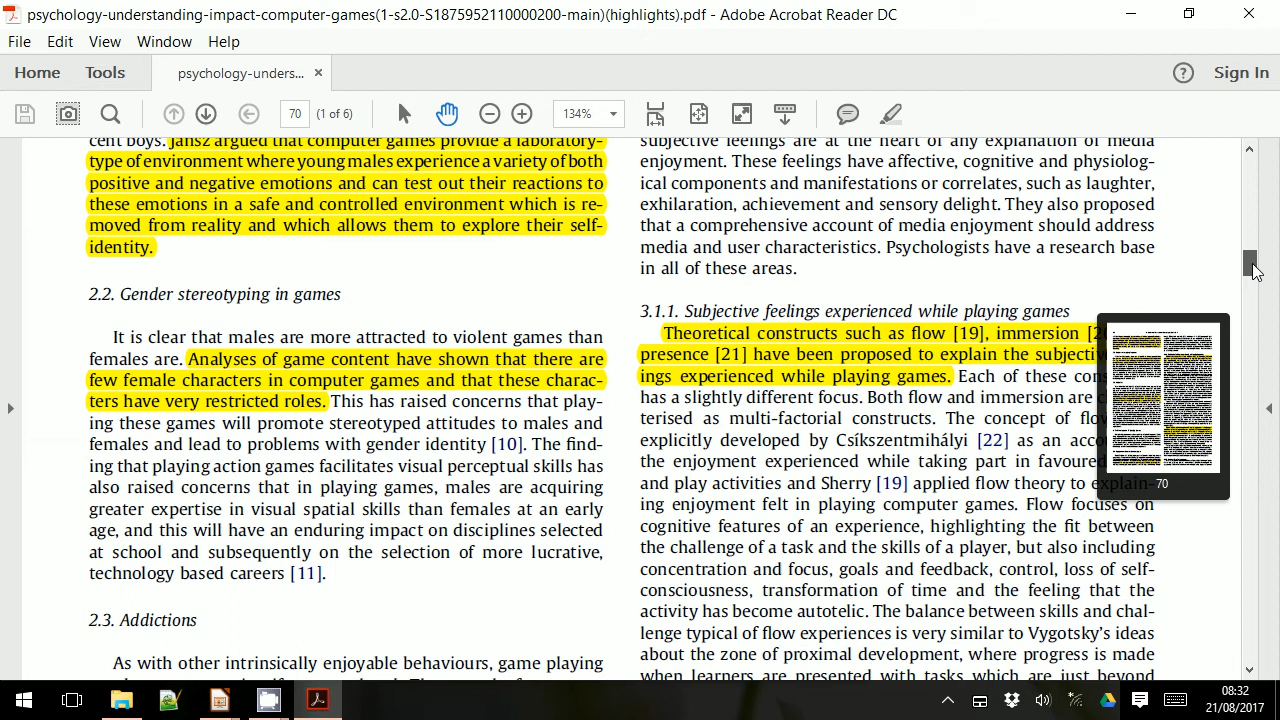 psychology-understanding-impact-computer-games(1-s2.0-S1875952110000200-main)(highlights).pdf - Adobe Acrobat Reader DC
File Edit View Window Help
Home Tools psychology-unders... × Sign In
70 (1 of 6) 134%
cent boys. Jansz argued that computer games provide a laboratory-
type of environment where young males experience a variety of both
positive and negative emotions and can test out their reactions to
these emotions in a safe and controlled environment which is re-
moved from reality and which allows them to explore their self-
identity.
2.2. Gender stereotyping in games
It is clear that males are more attracted to violent games than
females are. Analyses of game content have shown that there are
few female characters in computer games and that these charac-
ters have very restricted roles. This has raised concerns that play-
ing these games will promote stereotyped attitudes to males and
females and lead to problems with gender identity [10]. The find-
ing that playing action games facilitates visual perceptual skills has
also raised concerns that in playing games, males are acquiring
greater expertise in visual spatial skills than females at an early
age, and this will have an enduring impact on disciplines selected
at school and subsequently on the selection of more lucrative,
technology based careers [11].
2.3. Addictions
As with other intrinsically enjoyable behaviours, game playing
subjective feelings are at the heart of any explanation of media
enjoyment. These feelings have affective, cognitive and physiolog-
ical components and manifestations or correlates, such as laughter,
exhilaration, achievement and sensory delight. They also proposed
that a comprehensive account of media enjoyment should address
media and user characteristics. Psychologists have a research base
in all of these areas.
3.1.1. Subjective feelings experienced while playing games
Theoretical constructs such as flow [19], immersion
presence [21] have been proposed to explain the
ings experienced while playing games. Each of these
has a slightly different focus. Both flow and immersion are
terised as multi-factorial constructs. The concept of
explicitly developed by Csíkszentmihályi [22] as an
the enjoyment experienced while taking part in favoured
and play activities and Sherry [19] applied flow theory to explain-
ing enjoyment felt in playing computer games. Flow focuses on
cognitive features of an experience, highlighting the fit between
the challenge of a task and the skills of a player, but also including
concentration and focus, goals and feedback, control, loss of self-
consciousness, transformation of time and the feeling that the
activity has become autotelic. The balance between skills and chal-
lenge typical of flow experiences is very similar to Vygotsky's ideas
about the zone of proximal development, where progress is made
when learners are presented with tasks which are just beyond
70
08:32
21/08/2017